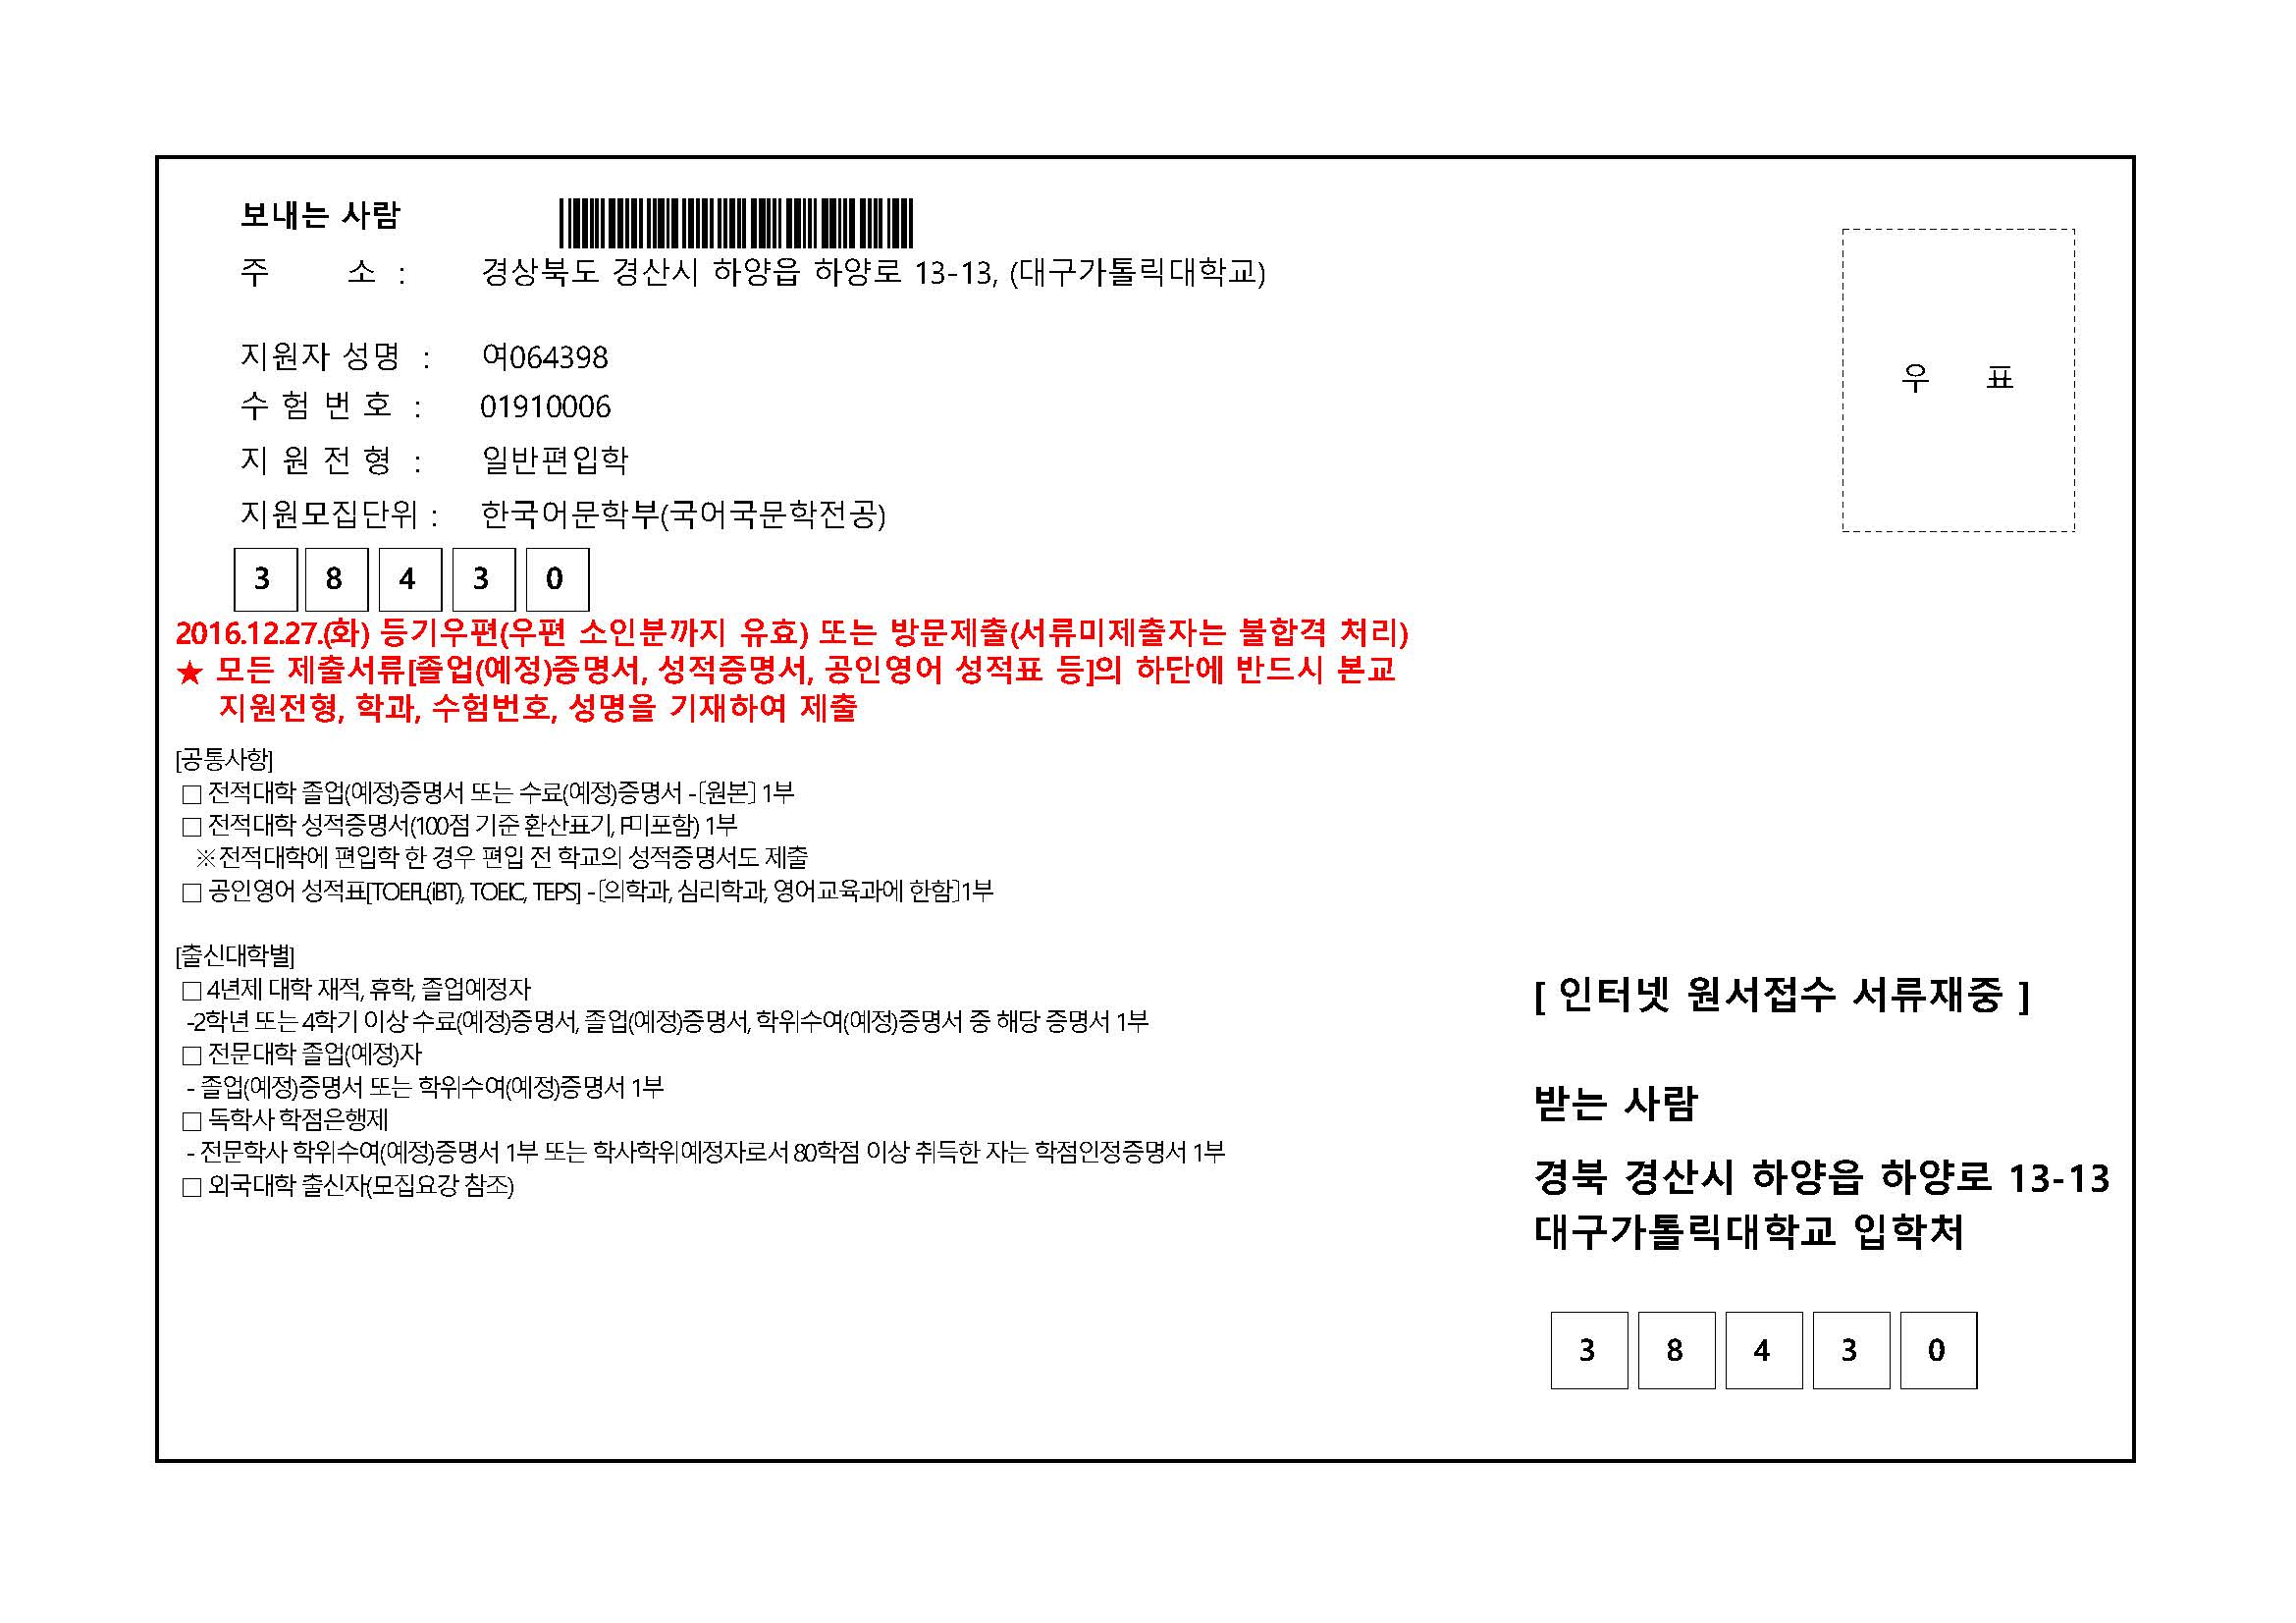 보내는 사람
주 소 : 경상북도 경산시 하양읍 하양로 13-13, (대구가톨릭대학교)
우 표
지원자 성명 : 여064398
수 험 번 호 : 01910006
지 원 전 형 : 일반편입학
지원모집단위 : 한국어문학부(국어국문학전공)
3 8 4 3 0
2016.12.27.(화) 등기우편(우편 소인분까지 유효) 또는 방문제출(서류미제출자는 불합격 처리)
★ 모든 제출서류[졸업(예정)증명서, 성적증명서, 공인영어 성적표 등]의 하단에 반드시 본교
지원전형, 학과, 수험번호, 성명을 기재하여 제출
[공통사항]
□ 전적대학 졸업(예정)증명서 또는 수료(예정)증명서 -〔원본〕 1부
□ 전적대학 성적증명서(100점 기준 환산표기, F미포함) 1부
※ 전적대학에 편입학 한 경우 편입 전 학교의 성적증명서도 제출
□ 공인영어 성적표[TOEFL(iBT), TOEIC, TEPS] -〔의학과, 심리학과, 영어교육과에 한함〕1부
[출신대학별]
□ 4년제 대학 재적, 휴학, 졸업예정자
-2학년 또는 4학기 이상 수료(예정)증명서, 졸업(예정)증명서, 학위수여(예정)증명서 중 해당 증명서 1부
□ 전문대학 졸업(예정)자
- 졸업(예정)증명서 또는 학위수여(예정)증명서 1부
□ 독학사 학점은행제
- 전문학사 학위수여(예정)증명서 1부 또는 학사학위예정자로서 80학점 이상 취득한 자는 학점인정증명서 1부
□ 외국대학 출신자(모집요강 참조)
[ 인터넷 원서접수 서류재중 ]
받는 사람
경북 경산시 하양읍 하양로 13-13
대구가톨릭대학교 입학처
3 8 4 3 0